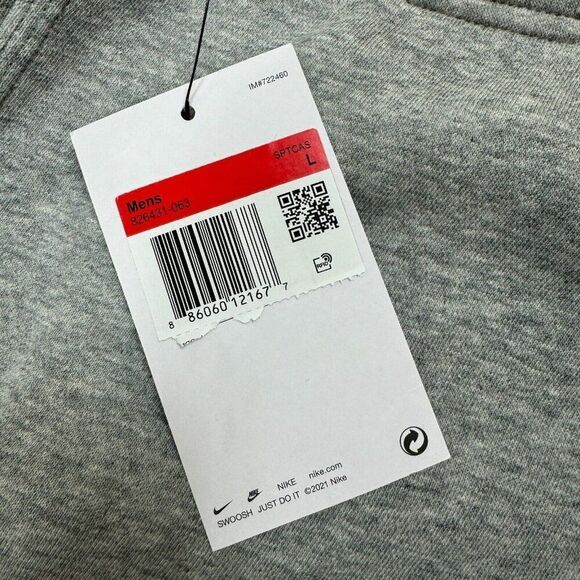 IM#722460
SPTCAS
Mens L
826431-063
8 86060 12167 7
RFID
NIKE nike.com
SWOOSH JUST DO IT ©2021 Nike